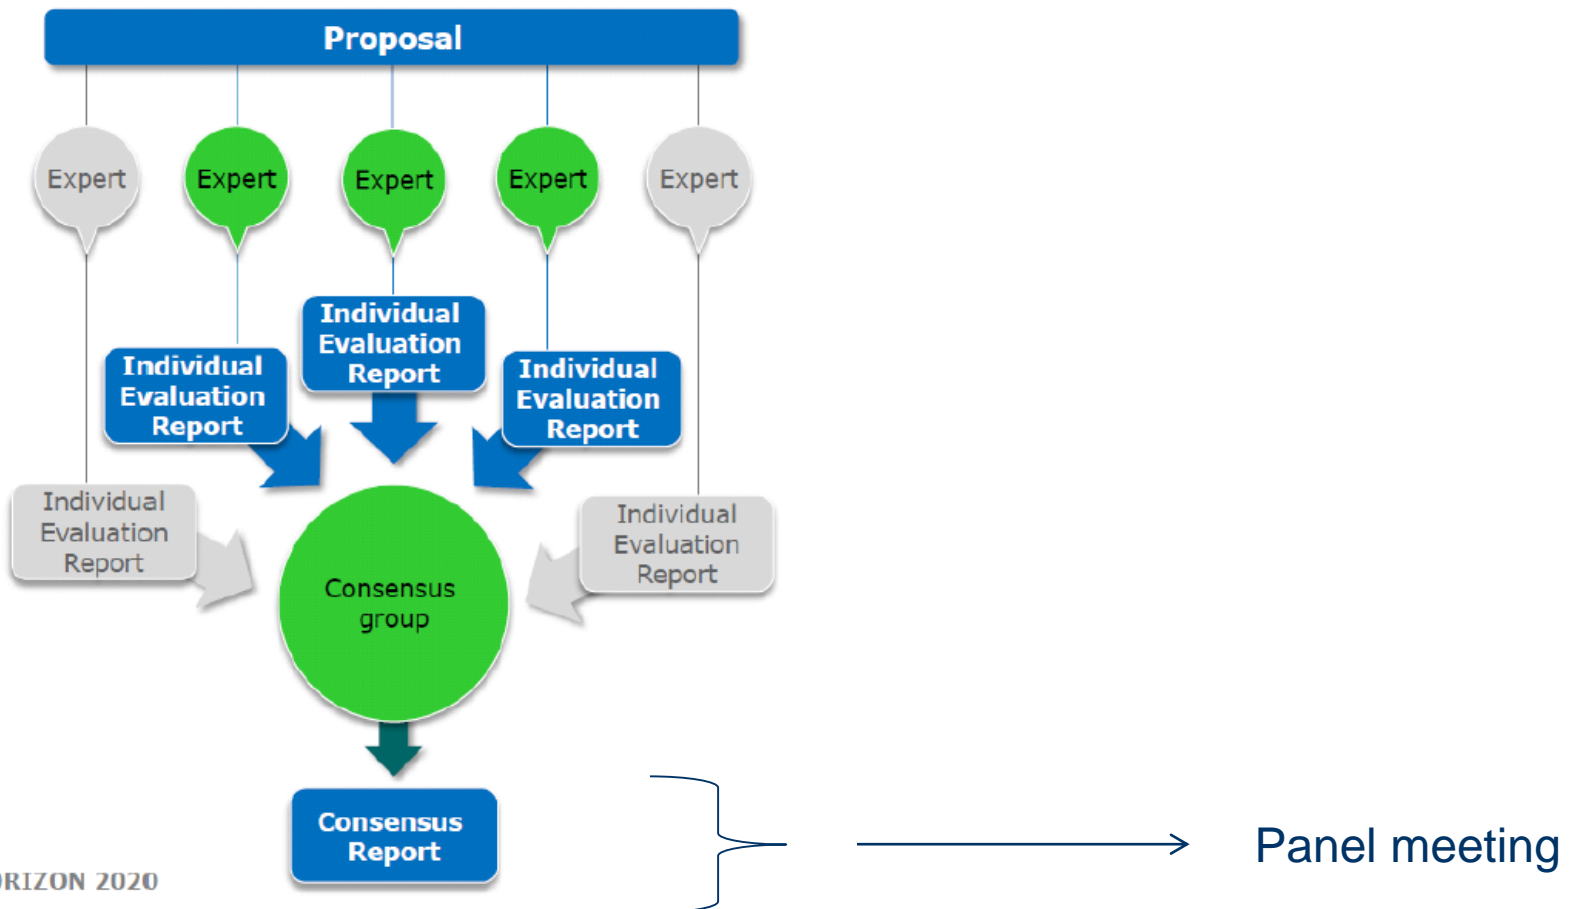 Proposal
Expert
Expert
Expert
Expert
Expert
Individual
Evaluation
Report
Individual
Evaluation
Report
Individual
Evaluation
Report
Individual
Evaluation
Report
Individual
Evaluation
Report
Consensus
group
Consensus
Report
Panel meeting
ORIZON 2020